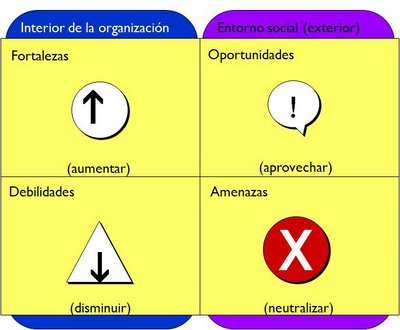 Interior de la organización
Entorno social (exterior)
Fortalezas
Oportunidades
!
(aumentar)
(aprovechar)
Debilidades
Amenazas
X
(disminuir)
(neutralizar)